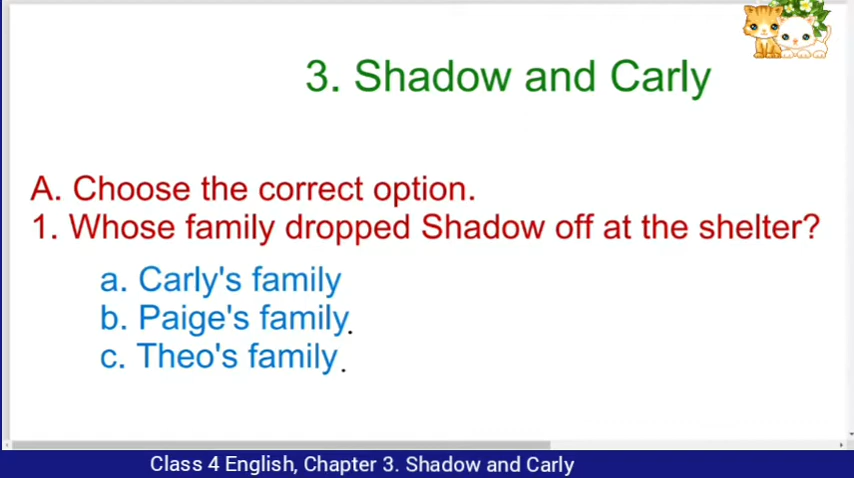 3. Shadow and Carly
A. Choose the correct option.
1. Whose family dropped Shadow off at the shelter?
a. Carly's family
b. Paige's family.
c. Theo's family.
Class 4 English, Chapter 3. Shadow and Carly